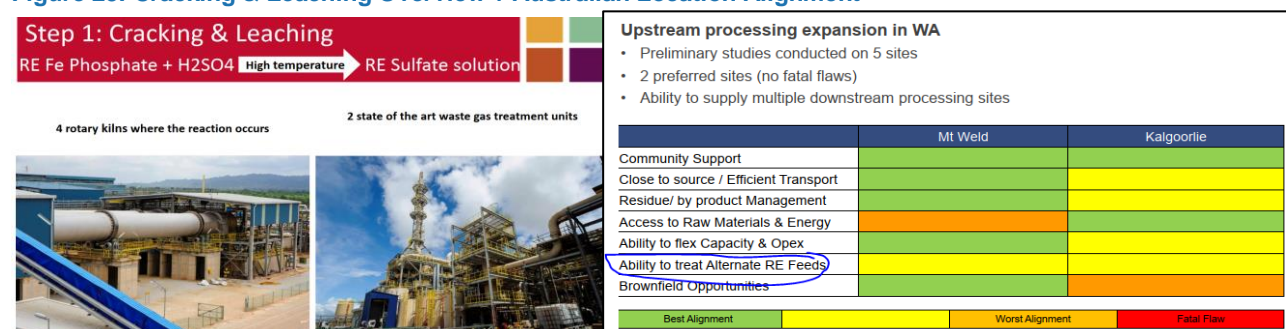 Step 1: Cracking & Leaching
RE Fe Phosphate + H2SO4 High temperature RE Sulfate solution
4 rotary kilns where the reaction occurs
2 state of the art waste gas treatment units
Upstream processing expansion in WA
• Preliminary studies conducted on 5 sites
• 2 preferred sites (no fatal flaws)
• Ability to supply multiple downstream processing sites
Mt Weld Kalgoorlie
Community Support
Close to source / Efficient Transport
Residue/ by product Management
Access to Raw Materials & Energy
Ability to flex Capacity & Opex
Ability to treat Alternate RE Feeds
Brownfield Opportunities
Best Alignment Worst Alignment Fatal Flaw